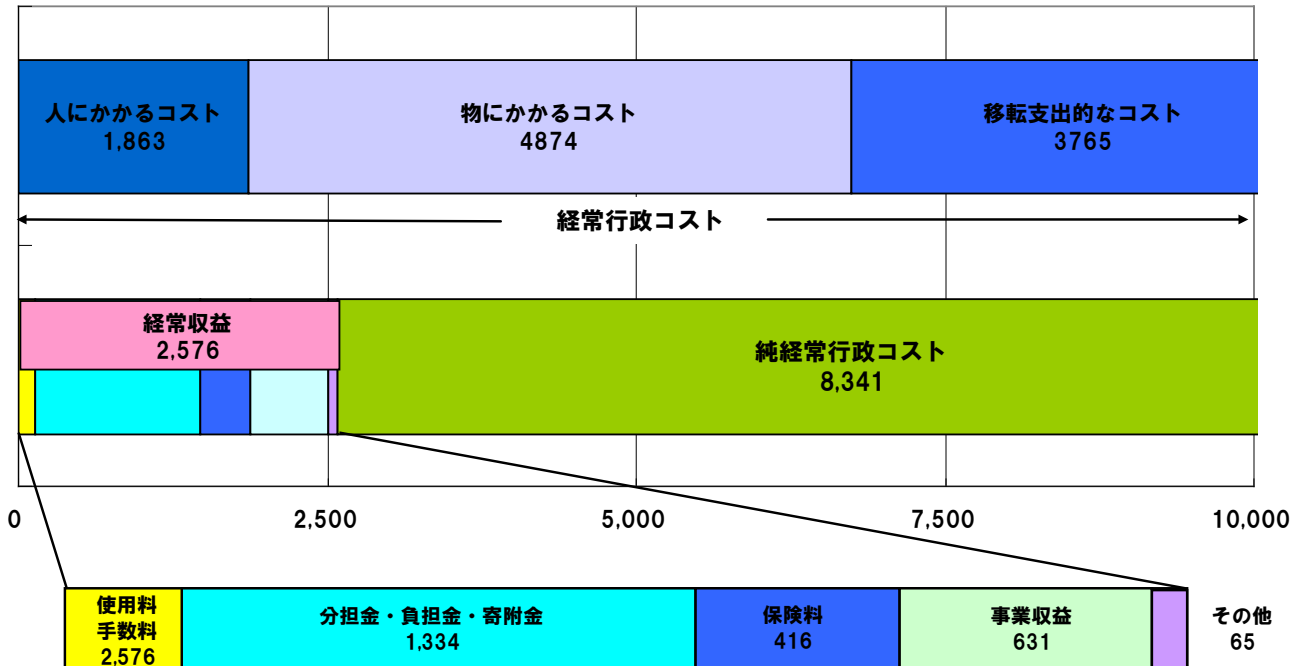 人にかかるコスト
1,863
物にかかるコスト
4874
移転支出的なコスト
3765
経常行政コスト
経常収益
2,576
純経常行政コスト
8,341
0
2,500
5,000
7,500
10,000
使用料
手数料
2,576
分担金・負担金・寄附金
1,334
保険料
416
事業収益
631
その他
65